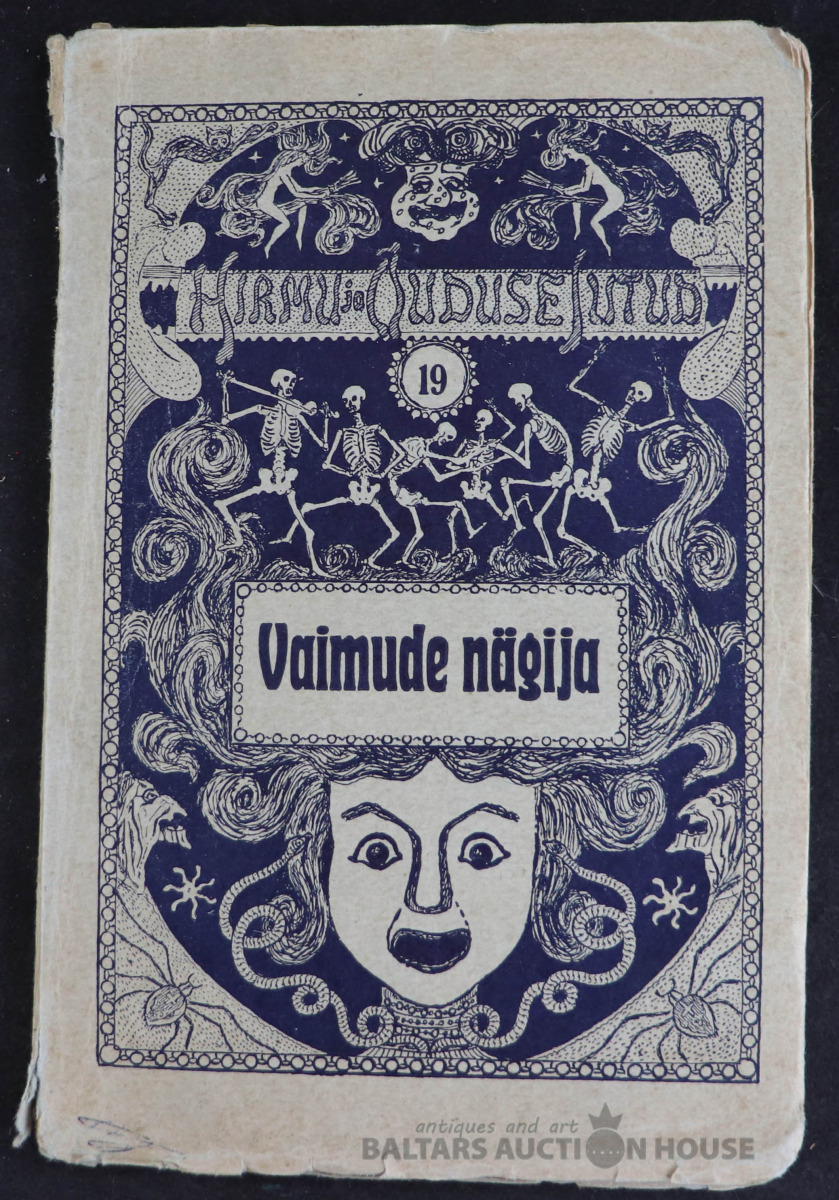 HIRMU ja ÕUDUSE JUTUD
19
Vaimude nägija
antiques and art
BALTARS AUCTION HOUSE